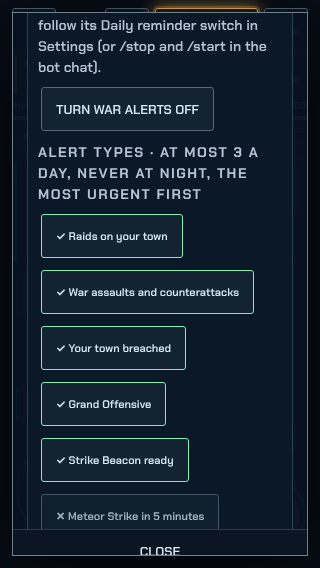 follow its Daily reminder switch in
Settings (or /stop and /start in the
bot chat).
TURN WAR ALERTS OFF
ALERT TYPES · AT MOST 3 A
DAY, NEVER AT NIGHT, THE
MOST URGENT FIRST
✓ Raids on your town
✓ War assaults and counterattacks
✓ Your town breached
✓ Grand Offensive
✓ Strike Beacon ready
✕ Meteor Strike in 5 minutes
CLOSE